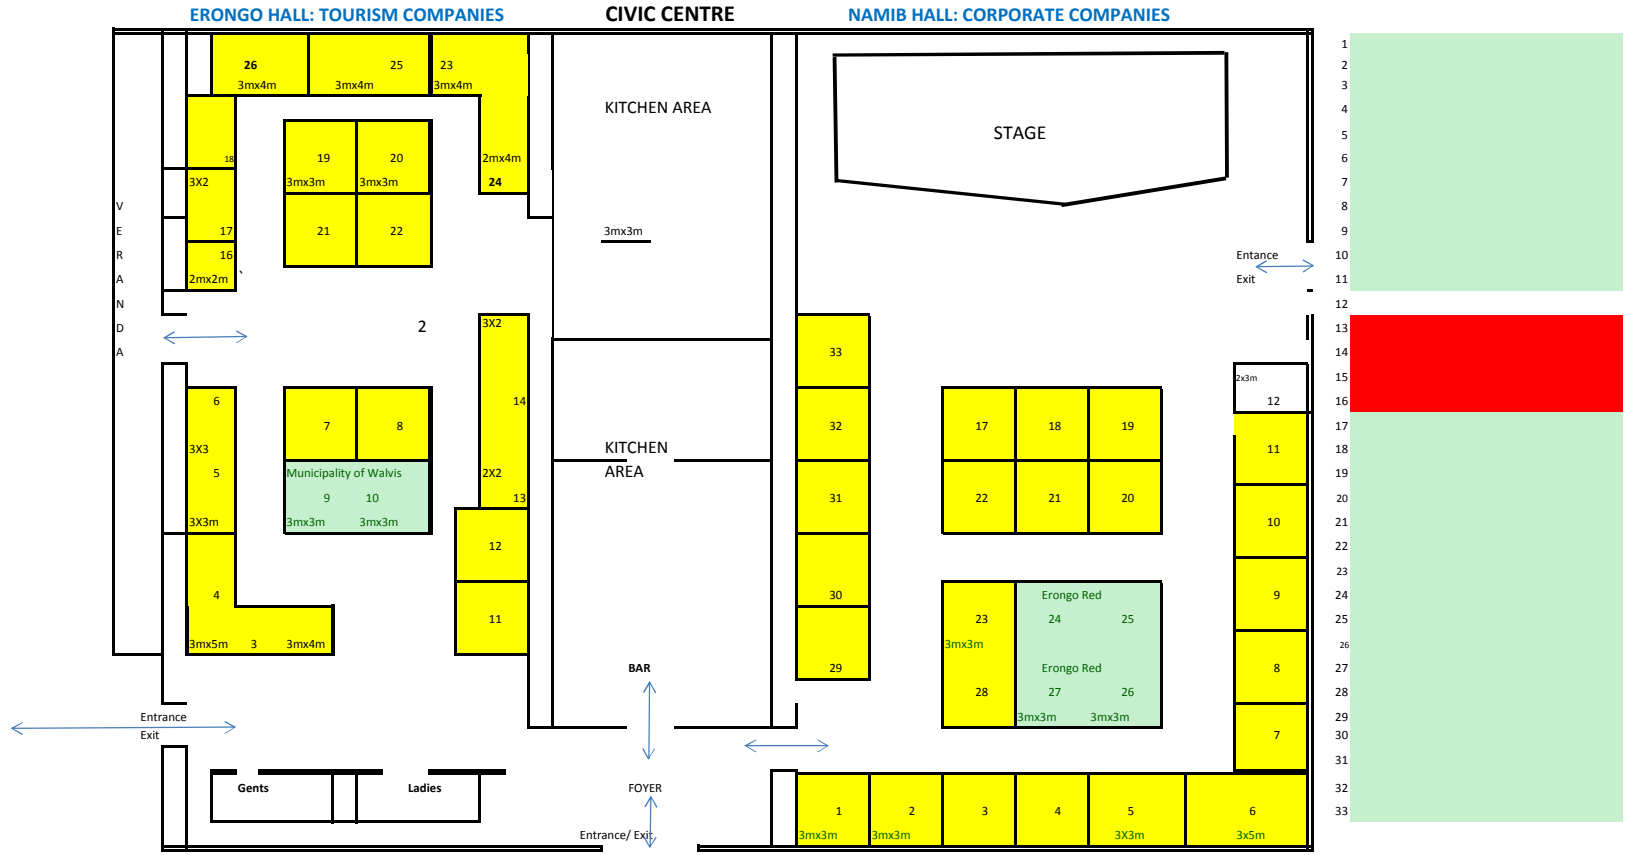 ERONGO HALL: TOURISM COMPANIES
CIVIC CENTRE
NAMIB HALL: CORPORATE COMPANIES
26
3mx4m
25
3mx4m
23
3mx4m
18
3X2
17
16
2mx2m
`
19
3mx3m
20
3mx3m
21
22
2mx4m
24
V
E
R
A
N
D
A
2
3X2
14
2X2
13
12
11
6
3X3
5
3X3m
4
3mx5m 3 3mx4m
7
8
Municipality of Walvis
9 10
3mx3m 3mx3m
Entrance
Exit
Gents
Ladies
KITCHEN AREA
3mx3m
KITCHEN
AREA
BAR
FOYER
Entrance/ Exit
STAGE
Entance
Exit
33
32
31
30
29
17
18
19
22
21
20
23
3mx3m
28
Erongo Red
24 25
Erongo Red
27 26
3mx3m 3mx3m
2x3m
12
11
10
9
8
7
1
3mx3m
2
3mx3m
3
4
5
3X3m
6
3x5m
1
2
3
4
5
6
7
8
9
10
11
12
13
14
15
16
17
18
19
20
21
22
23
24
25
26
27
28
29
30
31
32
33